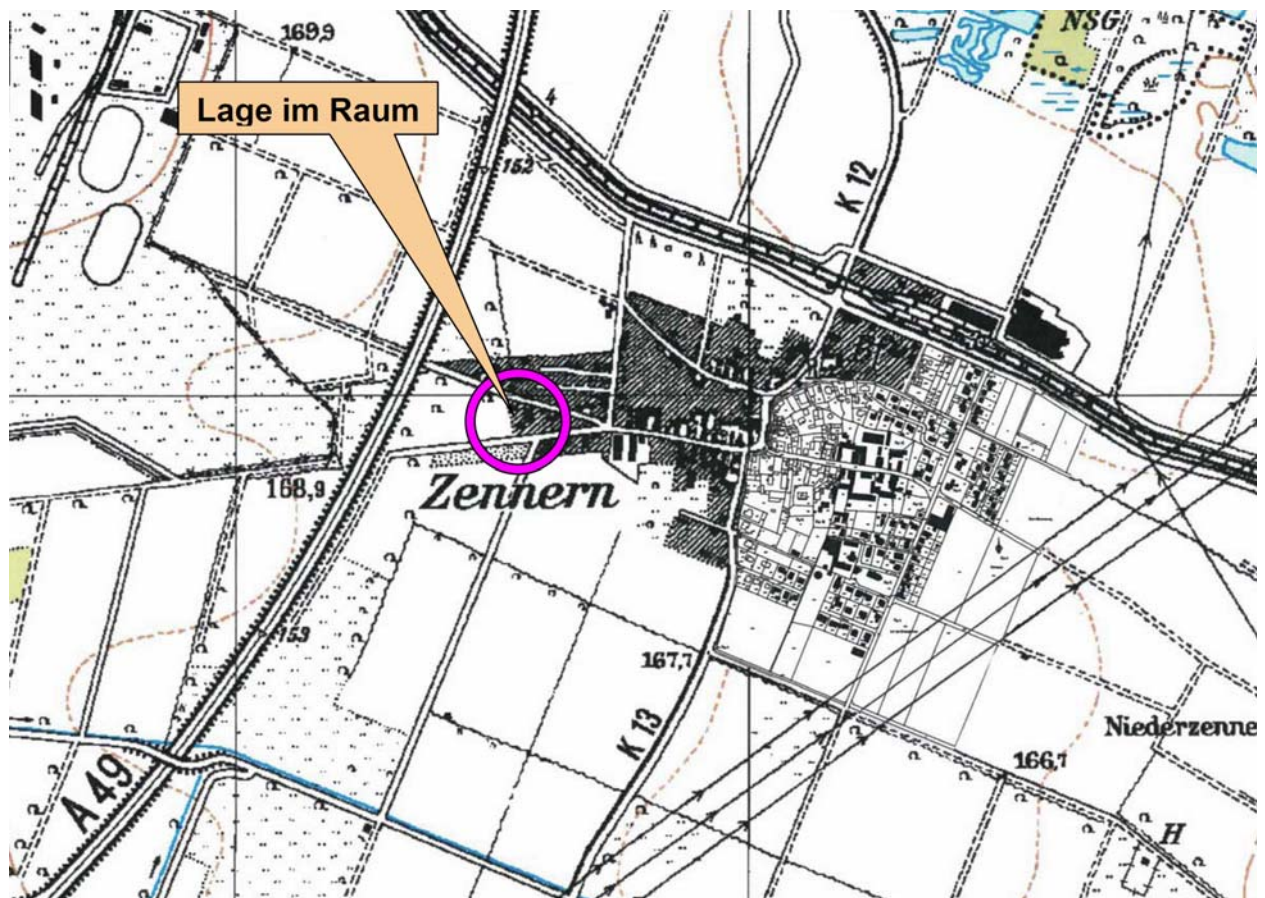 NSG
169,9
4
Lage im Raum
152
K 12
Zennern
168,9
153
167,7
K 13
Niederzenne
A 49
166,7
H